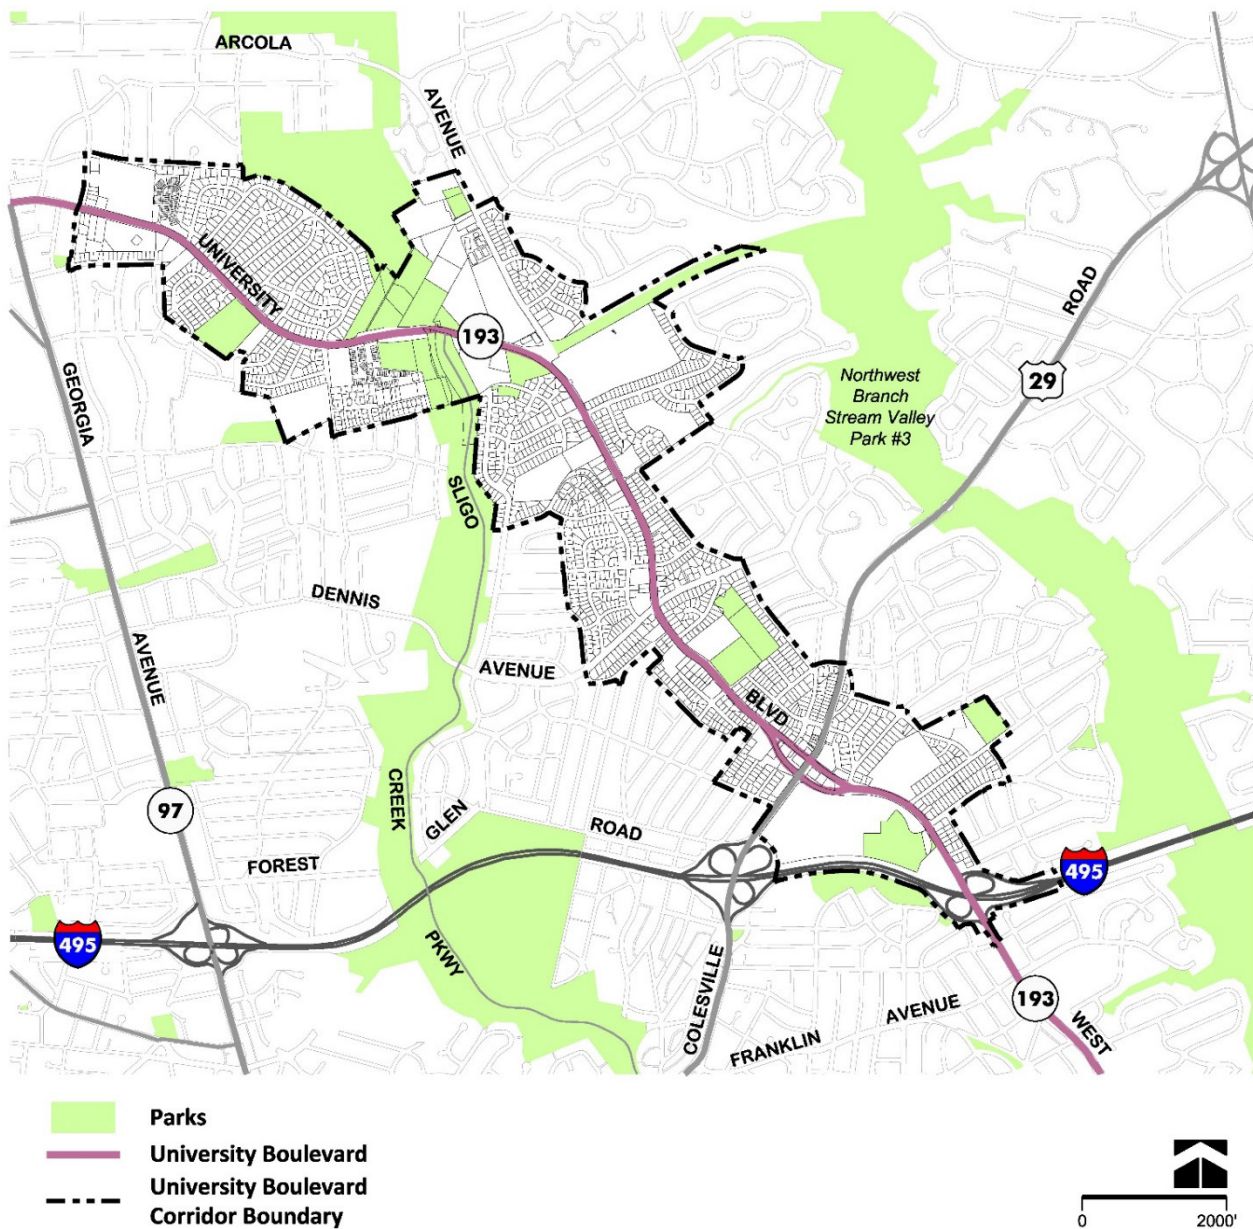 ARCOLA
AVENUE
UNIVERSITY
193
ROAD
29
Northwest
Branch
Stream Valley
Park #3
GEORGIA
SLIGO
DENNIS
AVENUE
AVENUE
BLVD
CREEK
GLEN
ROAD
97
FOREST
495
495
PKWY
COLESVILLE
193
AVENUE
WEST
FRANKLIN
Parks
University Boulevard
University Boulevard
Corridor Boundary
0 2000'